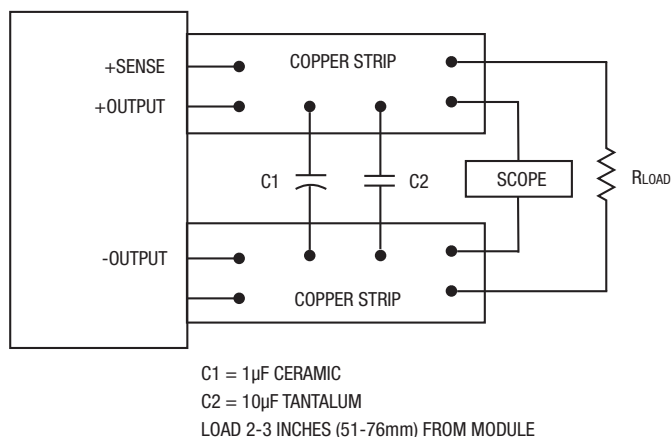 +SENSE
COPPER STRIP
+OUTPUT
C1
C2
SCOPE
RLOAD
-OUTPUT
COPPER STRIP
C1 = 1µF CERAMIC
C2 = 10µF TANTALUM
LOAD 2-3 INCHES (51-76mm) FROM MODULE